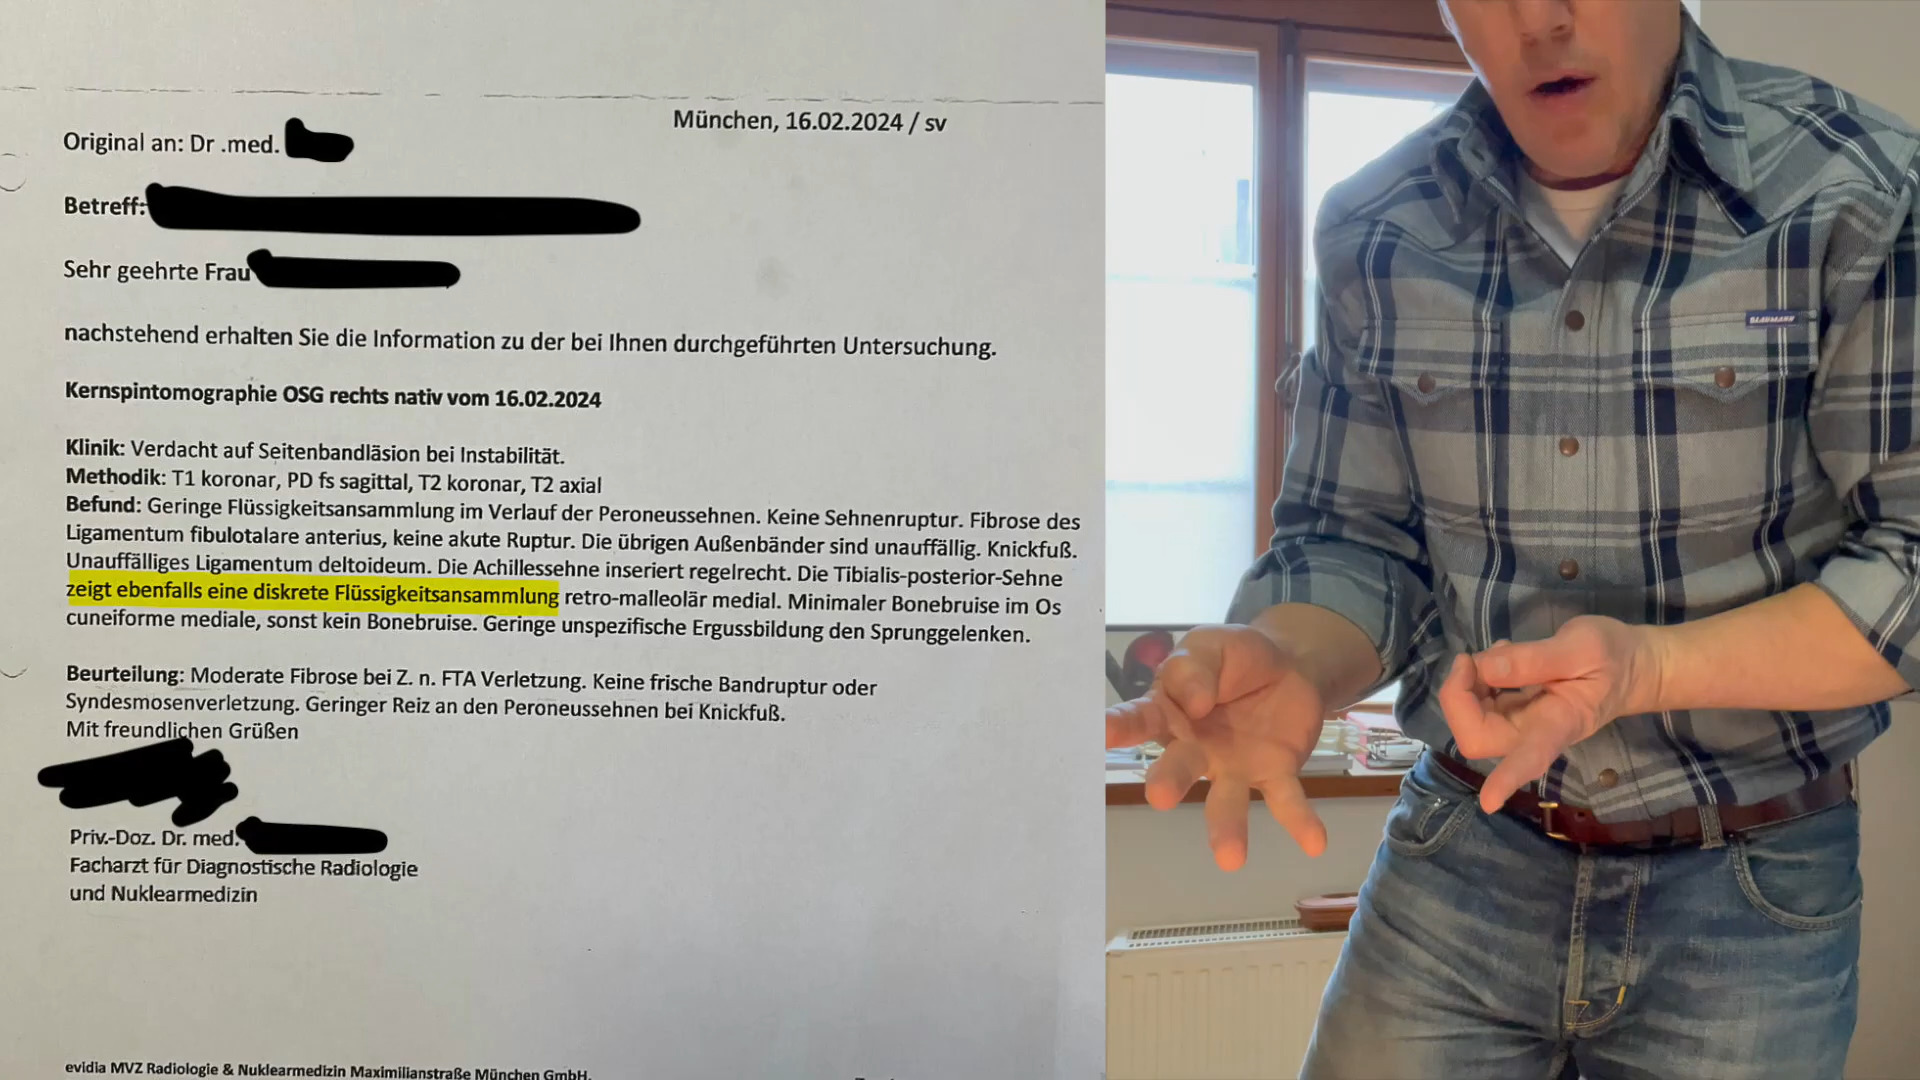 München, 16.02.2024 / sv
Original an: Dr .med.
Betreff:
Sehr geehrte Frau
nachstehend erhalten Sie die Information zu der bei Ihnen durchgeführten Untersuchung.
Kernspintomographie OSG rechts nativ vom 16.02.2024
Klinik: Verdacht auf Seitenbandläsion bei Instabilität.
Methodik: T1 koronar, PD fs sagittal, T2 koronar, T2 axial
Befund: Geringe Flüssigkeitsansammlung im Verlauf der Peroneussehnen. Keine Sehnenruptur. Fibrose des
Ligamentum fibulotalare anterius, keine akute Ruptur. Die übrigen Außenbänder sind unauffällig. Knickfuß.
Unauffälliges Ligamentum deltoideum. Die Achillessehne inseriert regelrecht. Die Tibialis-posterior-Sehne
zeigt ebenfalls eine diskrete Flüssigkeitsansammlung retro-malleolär medial. Minimaler Bonebruise im Os
cuneiforme mediale, sonst kein Bonebruise. Geringe unspezifische Ergussbildung den Sprunggelenken.
Beurteilung: Moderate Fibrose bei Z. n. FTA Verletzung. Keine frische Bandruptur oder
Syndesmosenverletzung. Geringer Reiz an den Peroneussehnen bei Knickfuß.
Mit freundlichen Grüßen
Priv.-Doz. Dr. med.
Facharzt für Diagnostische Radiologie
und Nuklearmedizin
evidia MVZ Radiologie & Nuklearmedizin Maximilianstraße München GmbH.
BLAUMANN